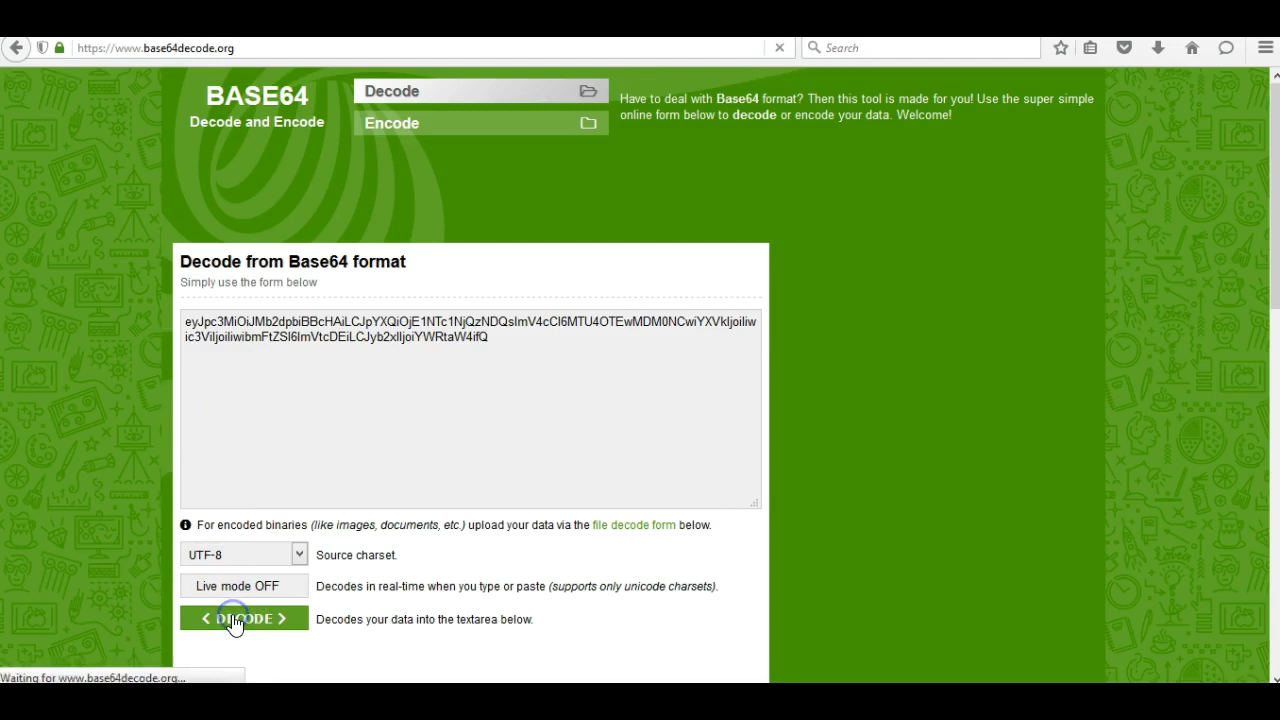 https://www.base64decode.org
Search
BASE64
Decode and Encode
Decode
Encode
Have to deal with Base64 format? Then this tool is made for you! Use the super simple
online form below to decode or encode your data. Welcome!
Decode from Base64 format
Simply use the form below
eyJpc3MiOiJMb2dpbiBBcHAiLCJpYXQiOjE1NTc1NjQzNDQsImV4cCI6MTU4OTEwMDM0NCwiYXVkIjoiIiw
ic3ViIjoiIiwibmFtZSI6ImVtcDEiLCJyb2xlIjoiYWRtaW4ifQ
For encoded binaries (like images, documents, etc.) upload your data via the file decode form below.
UTF-8 Source charset.
Live mode OFF Decodes in real-time when you type or paste (supports only unicode charsets).
< DECODE > Decodes your data into the textarea below.
Waiting for www.base64decode.org...